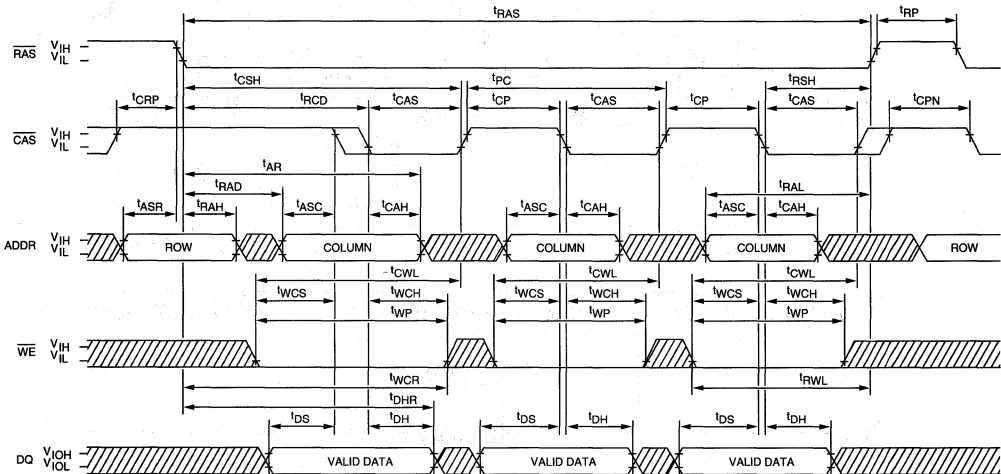 tRAS
tRP
RAS VIH
VIL
tCSH
tPC
tRSH
tCRP
tRCD
tCAS
tCP
tCAS
tCP
tCAS
tCPN
CAS VIH
VIL
tAR
tRAD
tRAL
tASR
tRAH
tASC
tCAH
tASC
tCAH
tASC
tCAH
ADDR VIH
VIL
ROW
COLUMN
COLUMN
COLUMN
ROW
tCWL
tCWL
tCWL
tWCS
tWCH
tWCS
tWCH
tWCS
tWCH
tWP
tWP
tWP
WE VIH
VIL
tWCR
tRWL
tDHR
tDS
tDH
tDS
tDH
tDS
tDH
DQ VIOH
VIOL
VALID DATA
VALID DATA
VALID DATA